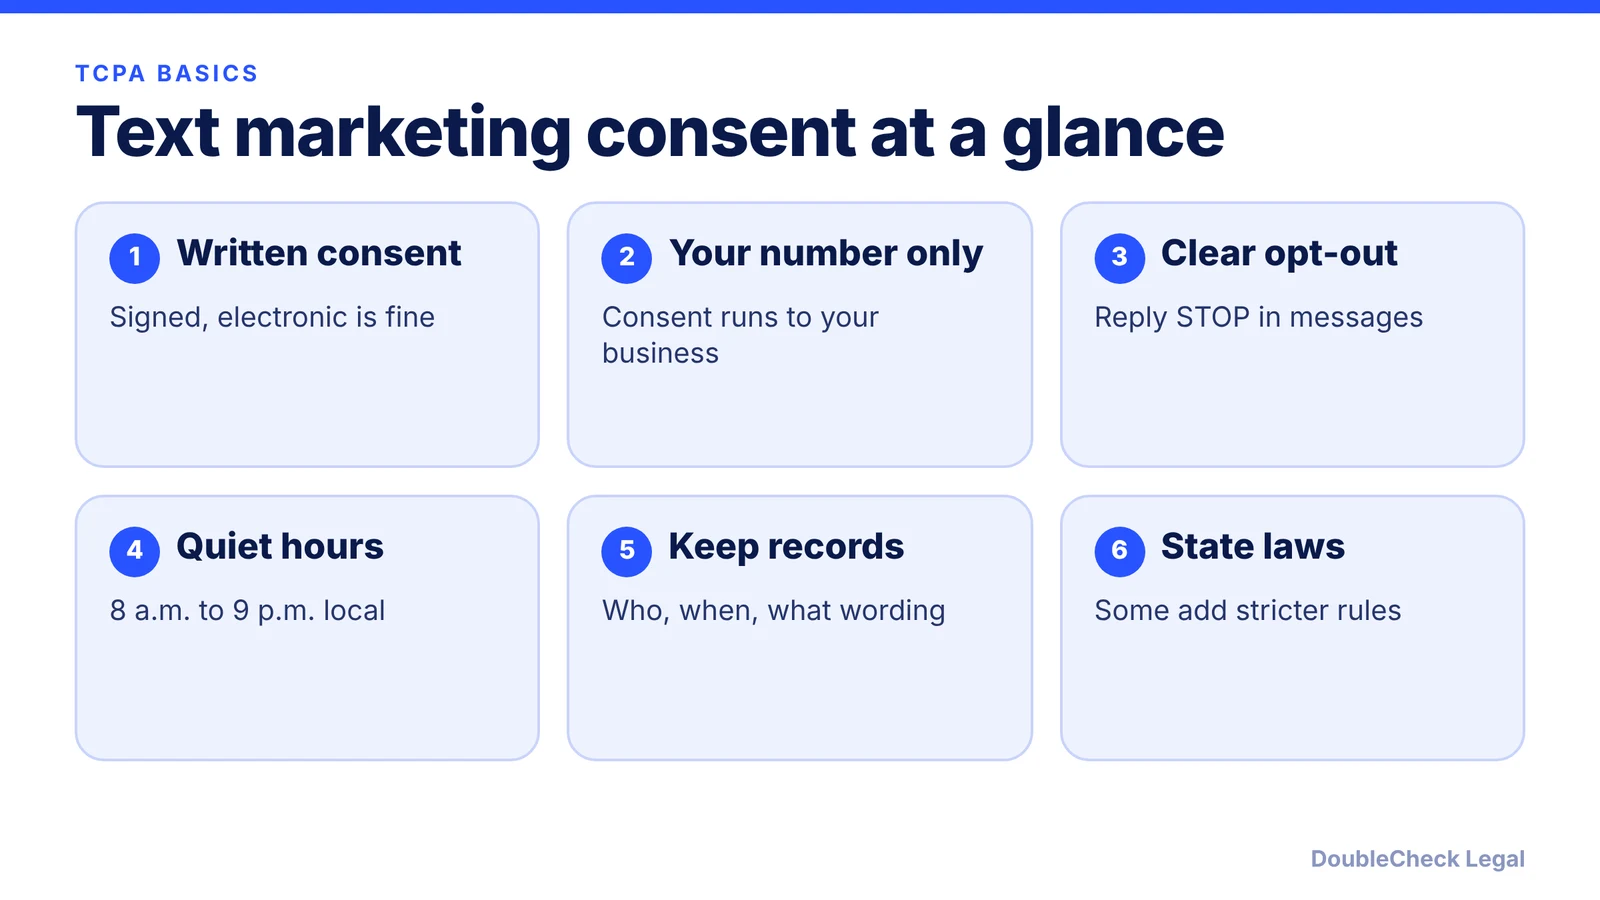 TCPA BASICS
Text marketing consent at a glance
1 Written consent
Signed, electronic is fine
2 Your number only
Consent runs to your
business
3 Clear opt-out
Reply STOP in messages
4 Quiet hours
8 a.m. to 9 p.m. local
5 Keep records
Who, when, what wording
6 State laws
Some add stricter rules
DoubleCheck Legal